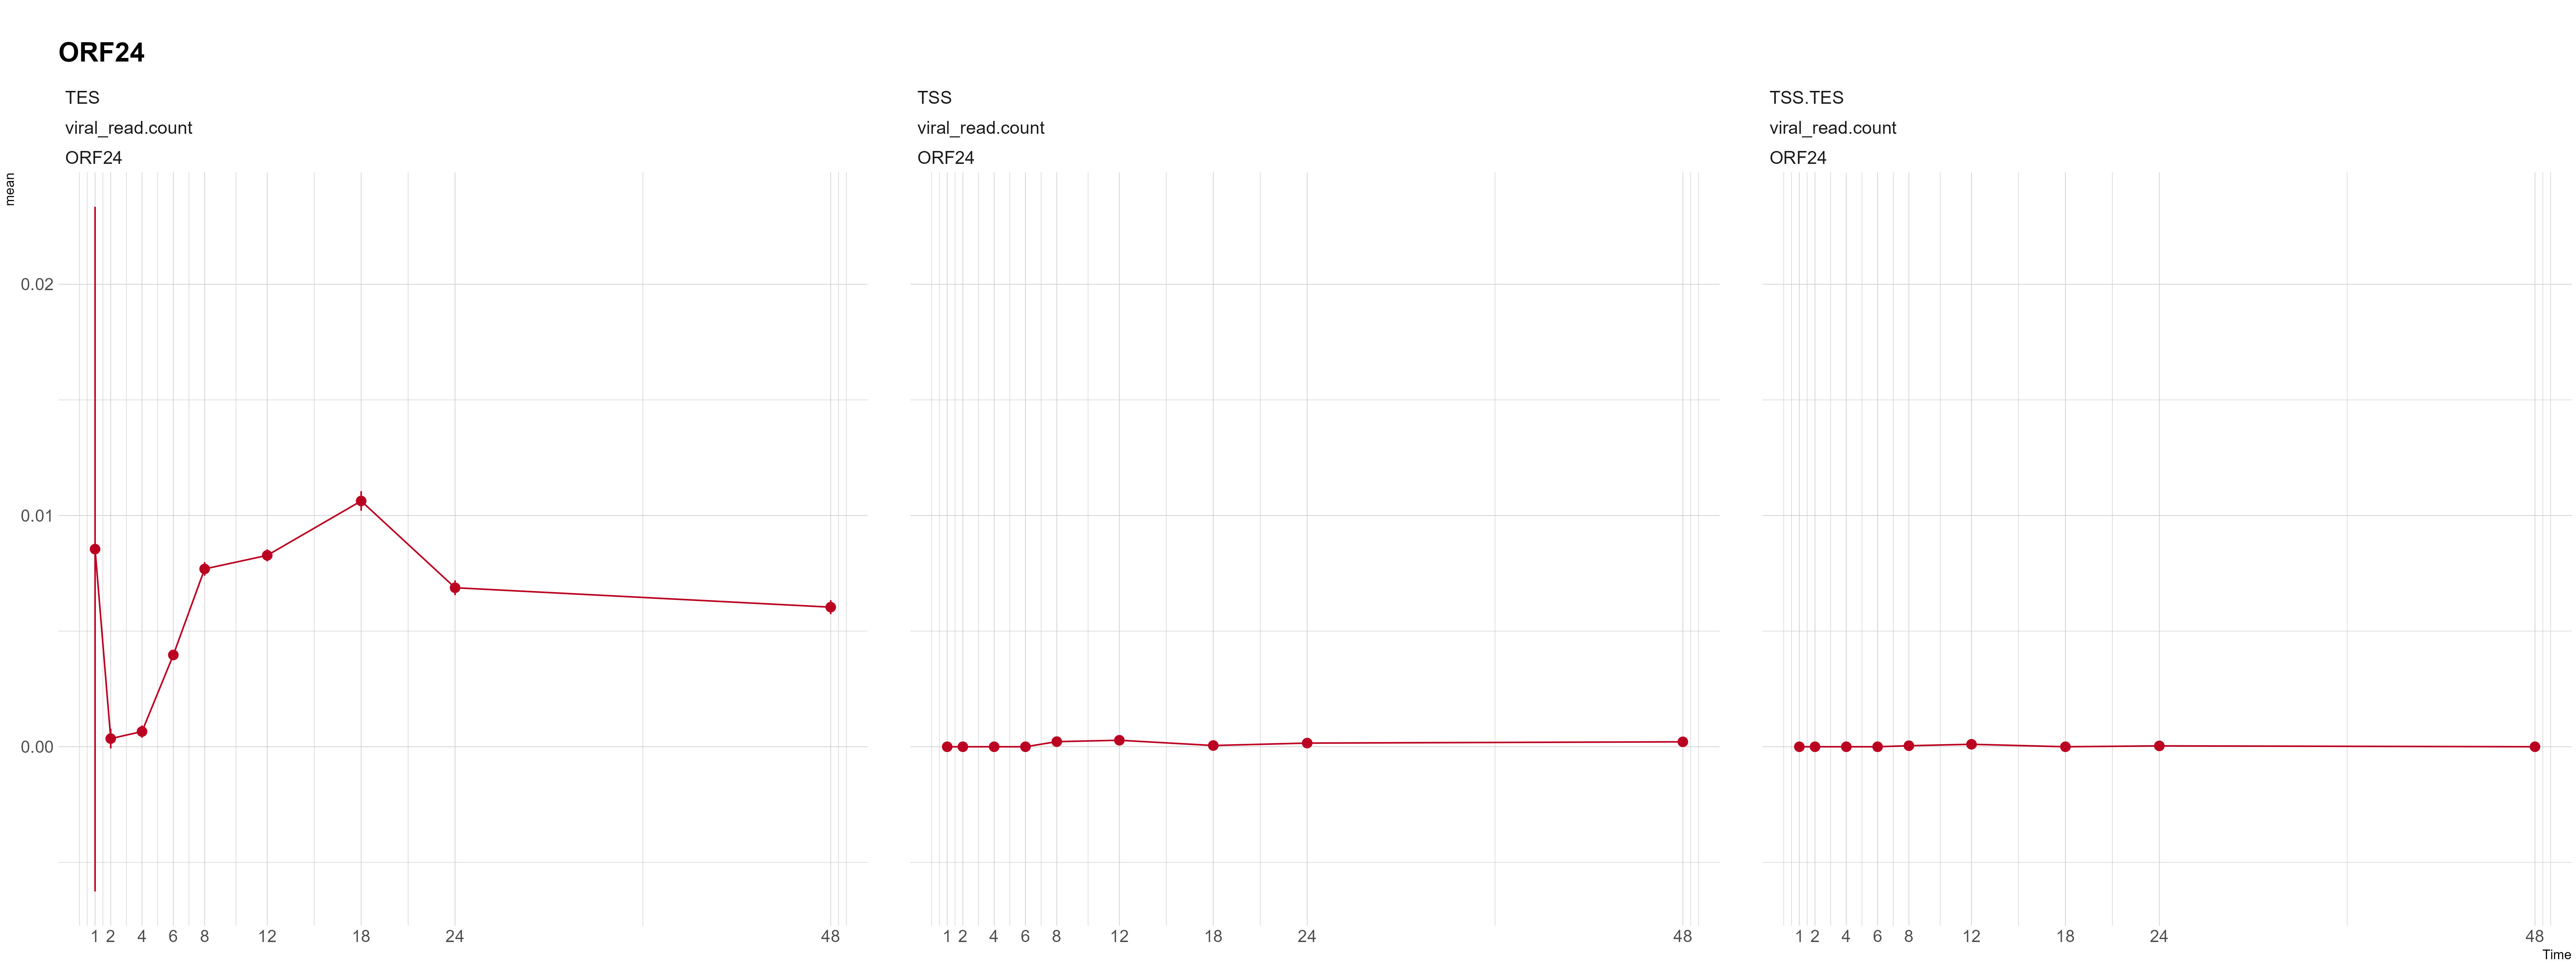 ORF24
TES
viral_read.count
ORF24
TSS
viral_read.count
ORF24
TSS.TES
viral_read.count
ORF24
mean
0.02
0.01
0.00
1 2 4 6 8 12 18 24 48
1 2 4 6 8 12 18 24 48
1 2 4 6 8 12 18 24 48
Time